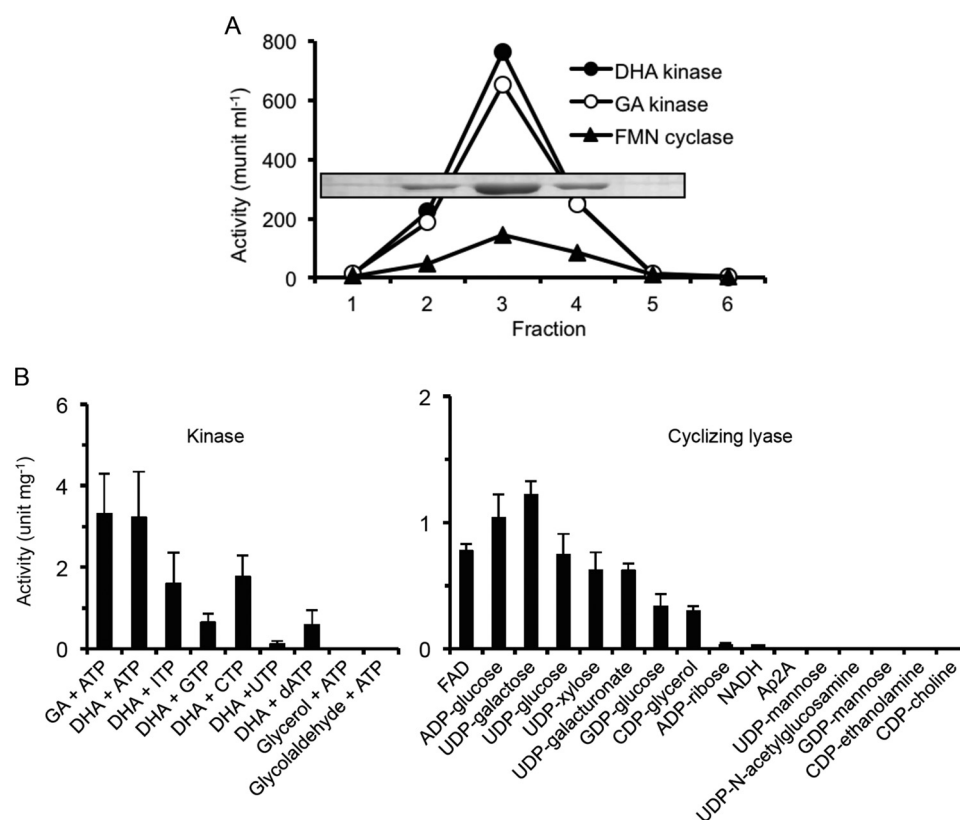 A
800
600
400
200
0
Activity (munit ml-1)
DHA kinase
GA kinase
FMN cyclase
1 2 3 4 5 6
Fraction
B
6
4
2
0
Activity (unit mg-1)
Kinase
GA + ATP
DHA + ATP
DHA + ITP
DHA + GTP
DHA + CTP
DHA +UTP
DHA + dATP
Glycerol + ATP
Glycolaldehyde + ATP
2
1
0
Cyclizing lyase
FAD
ADP-glucose
UDP-galactose
UDP-glucose
UDP-xylose
UDP-galacturonate
GDP-glucose
CDP-glycerol
ADP-ribose
NADH
Ap2A
UDP-mannose
UDP-N-acetylglucosamine
GDP-mannose
CDP-ethanolamine
CDP-choline